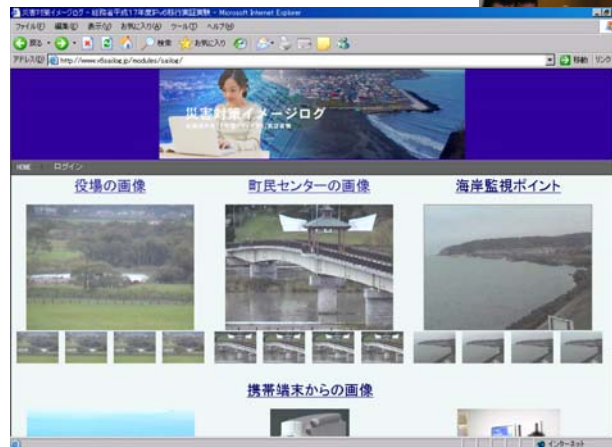 災害対策イメージログ - 総務省平成17年度IPv6移行実証実験 - Microsoft Internet Explorer
ファイル(F) 編集(E) 表示(V) お気に入り(A) ツール(T) ヘルプ(H)
戻る 検索 お気に入り
アドレス(D) http://www.v6sailog.jp/modules/sailog/ 移動 リンク
災害対策イメージログ
HOME ログイン
役場の画像 町民センターの画像 海岸監視ポイント
携帯端末からの画像
インターネット